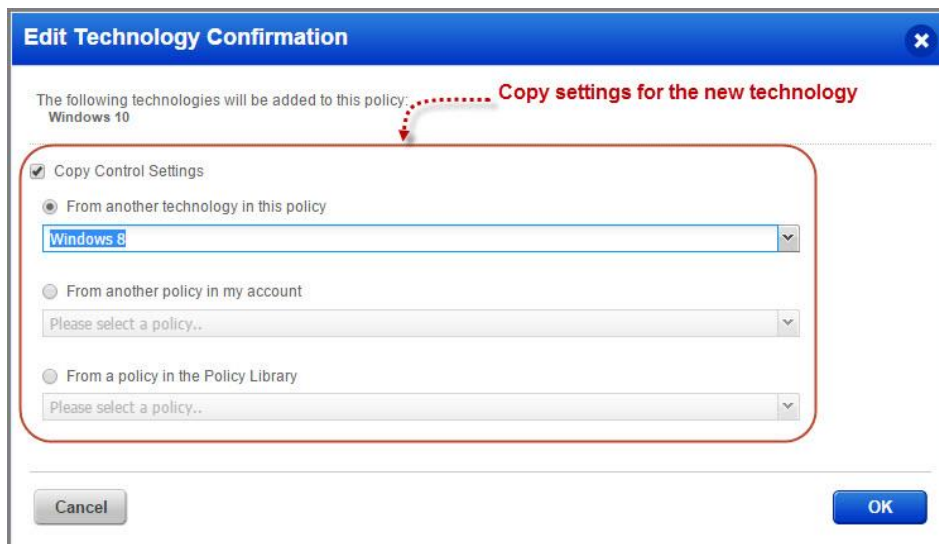 Edit Technology Confirmation
The following technologies will be added to this policy:
Copy settings for the new technology
Windows 10
Copy Control Settings
From another technology in this policy
Windows 8
From another policy in my account
Please select a policy..
From a policy in the Policy Library
Please select a policy..
Cancel
OK